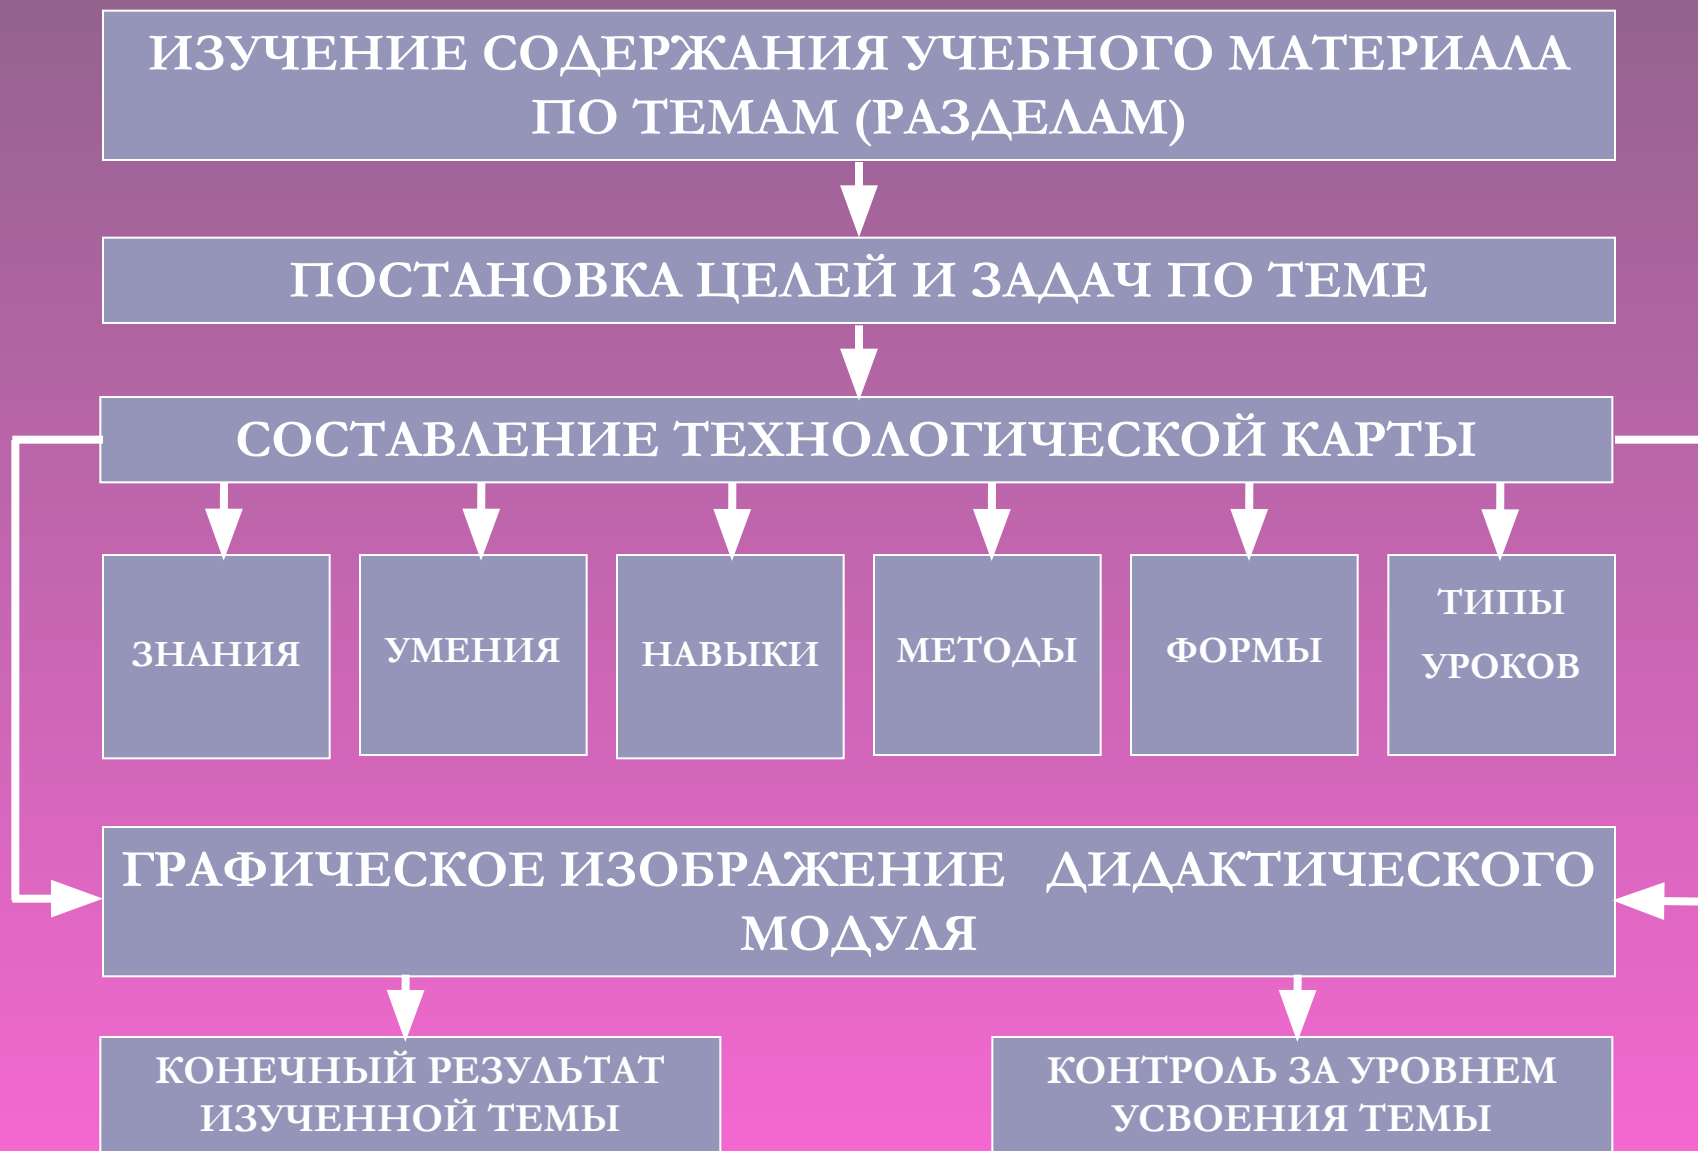 ИЗУЧЕНИЕ СОДЕРЖАНИЯ УЧЕБНОГО МАТЕРИАЛА
ПО ТЕМАМ (РАЗДЕЛАМ)
ПОСТАНОВКА ЦЕЛЕЙ И ЗАДАЧ ПО ТЕМЕ
СОСТАВЛЕНИЕ ТЕХНОЛОГИЧЕСКОЙ КАРТЫ
ЗНАНИЯ
УМЕНИЯ
НАВЫКИ
МЕТОДЫ
ФОРМЫ
ТИПЫ
УРОКОВ
ГРАФИЧЕСКОЕ ИЗОБРАЖЕНИЕ ДИДАКТИЧЕСКОГО
МОДУЛЯ
КОНЕЧНЫЙ РЕЗУЛЬТАТ
ИЗУЧЕННОЙ ТЕМЫ
КОНТРОЛЬ ЗА УРОВНЕМ
УСВОЕНИЯ ТЕМЫ